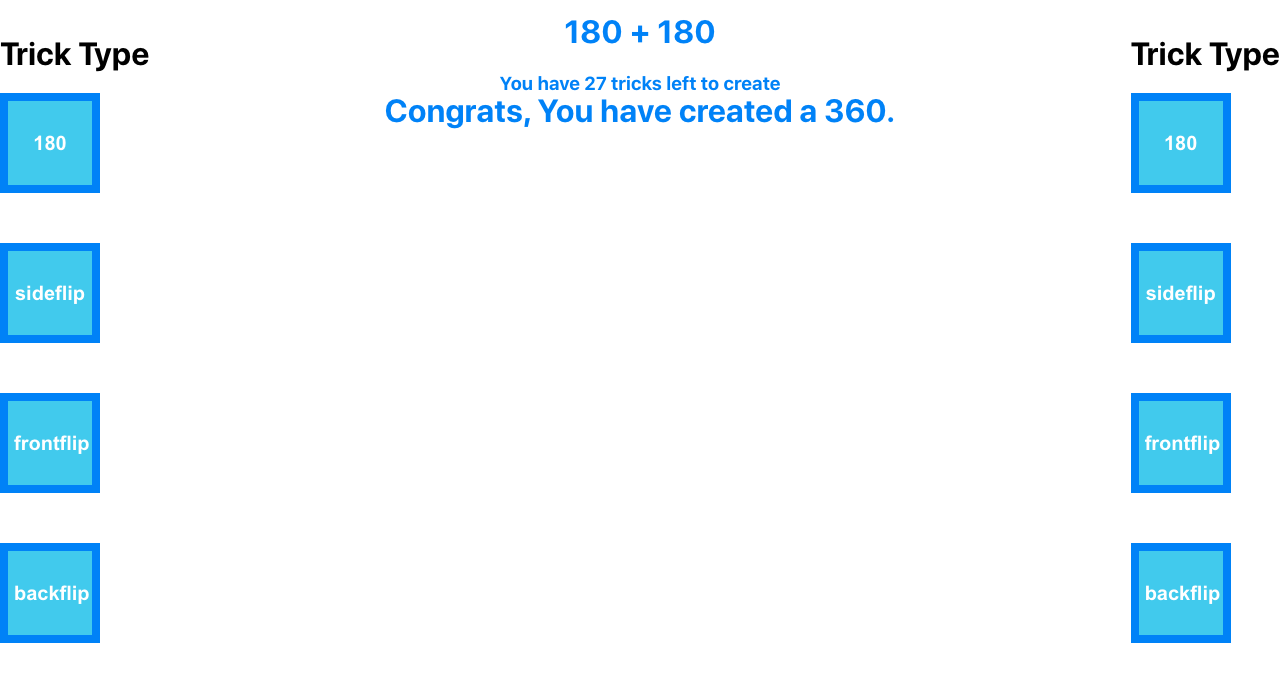 180 + 180
You have 27 tricks left to create
Congrats, You have created a 360.
Trick Type
180
sideflip
frontflip
backflip
Trick Type
180
sideflip
frontflip
backflip